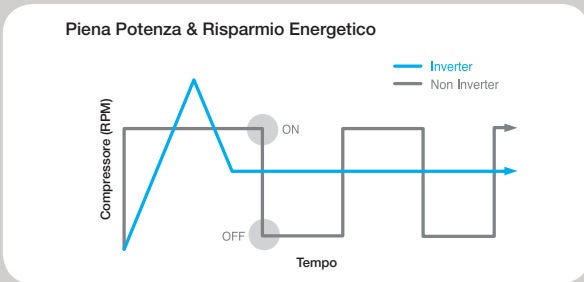 Piena Potenza & Risparmio Energetico
Inverter
Non Inverter
Compressore (RPM)
ON
OFF
Tempo